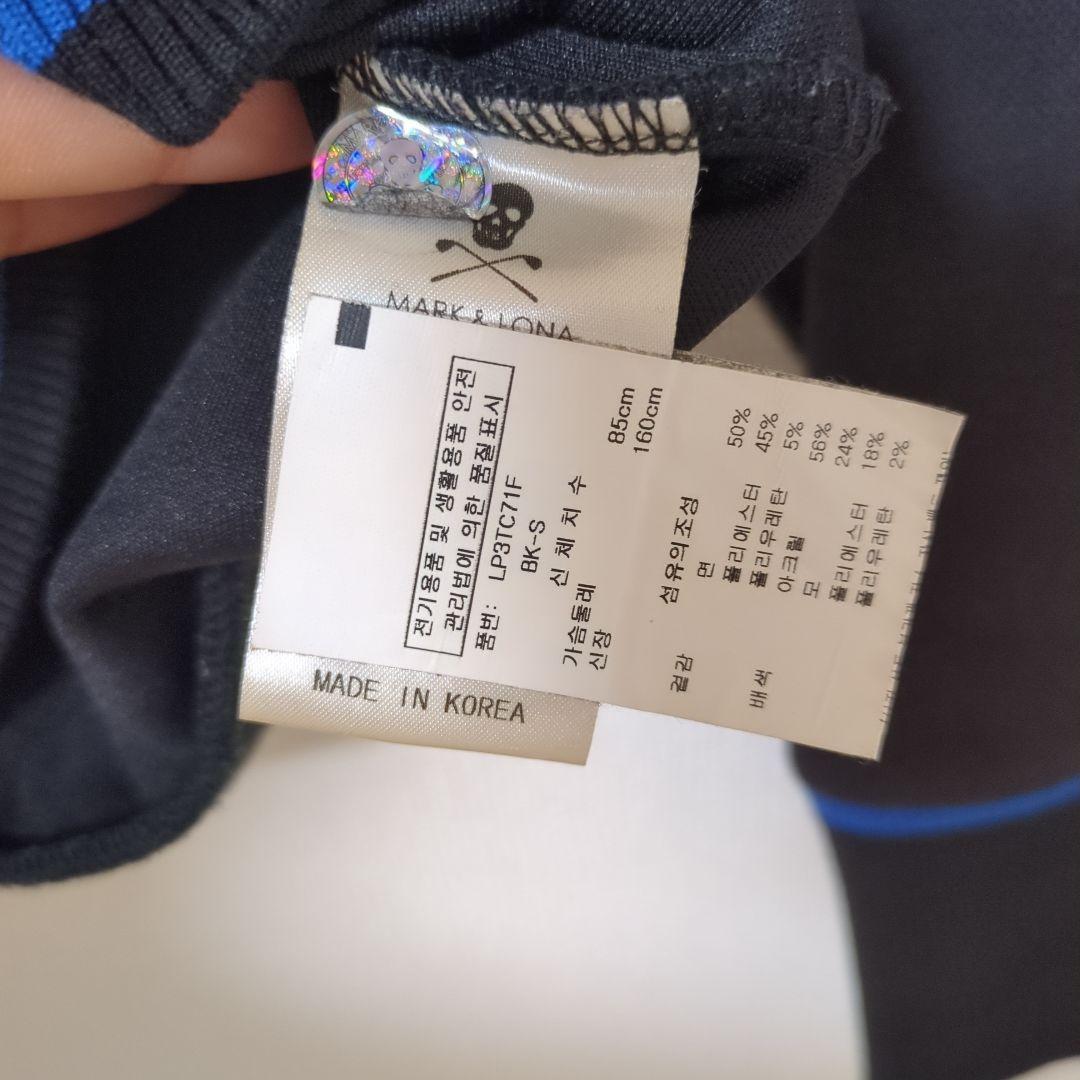 MARK & LONA
전기용품 및 생활용품 안전
관리법에 의한 품질표시
품번: LP3TC71F
BK-S
신체치수
가슴둘레 85cm
신장 160cm
섬유의조성
겉감 면 50%
폴리에스터 45%
폴리우레탄 5%
배색 아크릴 56%
모 24%
폴리에스터 18%
폴리우레탄 2%
MADE IN KOREA